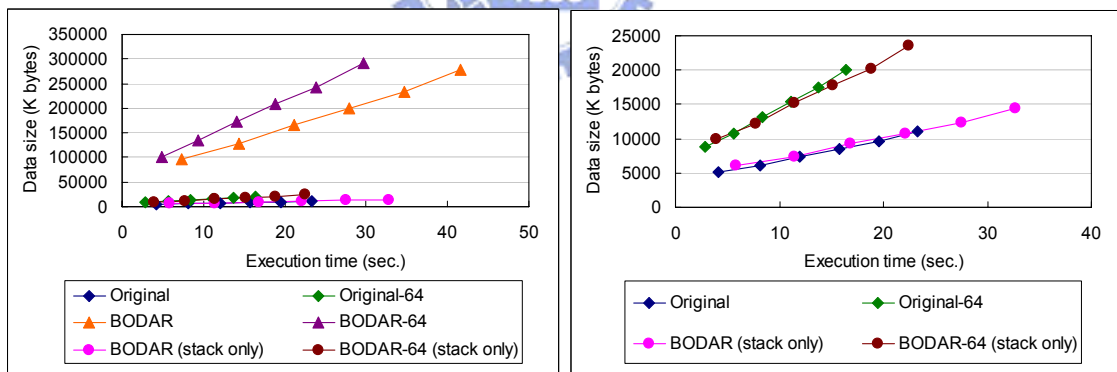 Data size (K bytes)
350000
300000
250000
200000
150000
100000
50000
0
0 10 20 30 40 50
Execution time (sec.)
Original
Original-64
BODAR
BODAR-64
BODAR (stack only)
BODAR-64 (stack only)
Data size (K bytes)
25000
20000
15000
10000
5000
0
0 10 20 30 40
Execution time (sec.)
Original
Original-64
BODAR (stack only)
BODAR-64 (stack only)